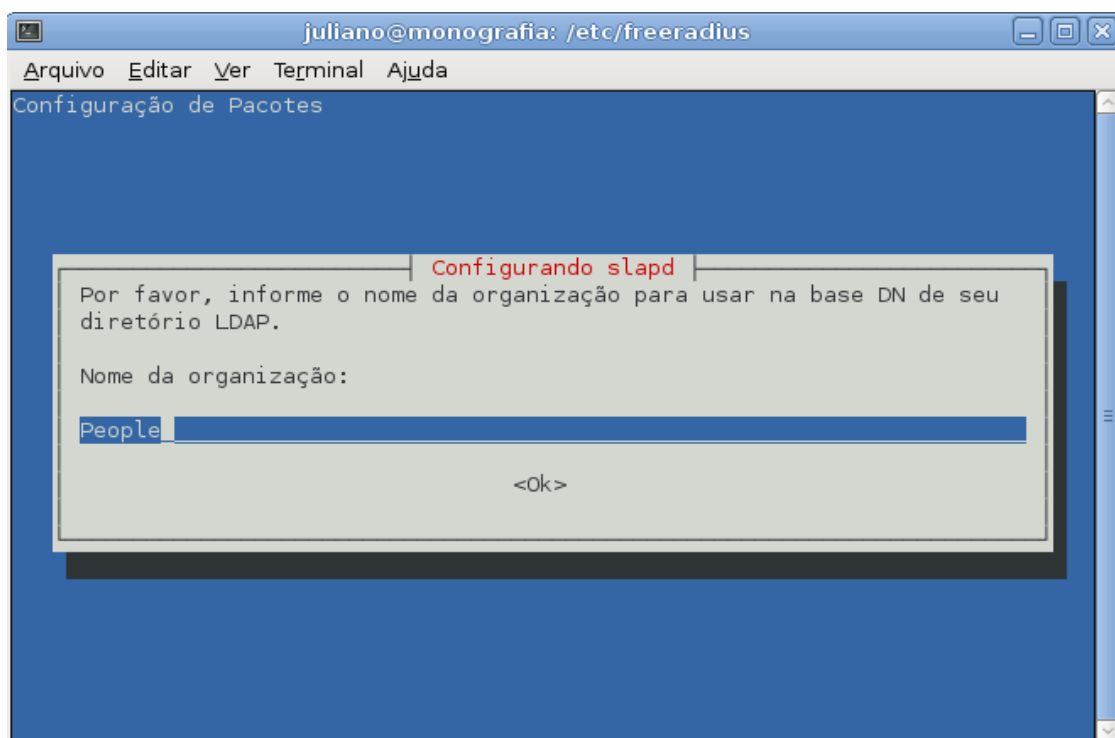 juliano@monografia: /etc/freeradius
Arquivo Editar Ver Terminal Ajuda
Configuração de Pacotes
Configurando slapd
Por favor, informe o nome da organização para usar na base DN de seu
diretório LDAP.
Nome da organização:
People
<Ok>